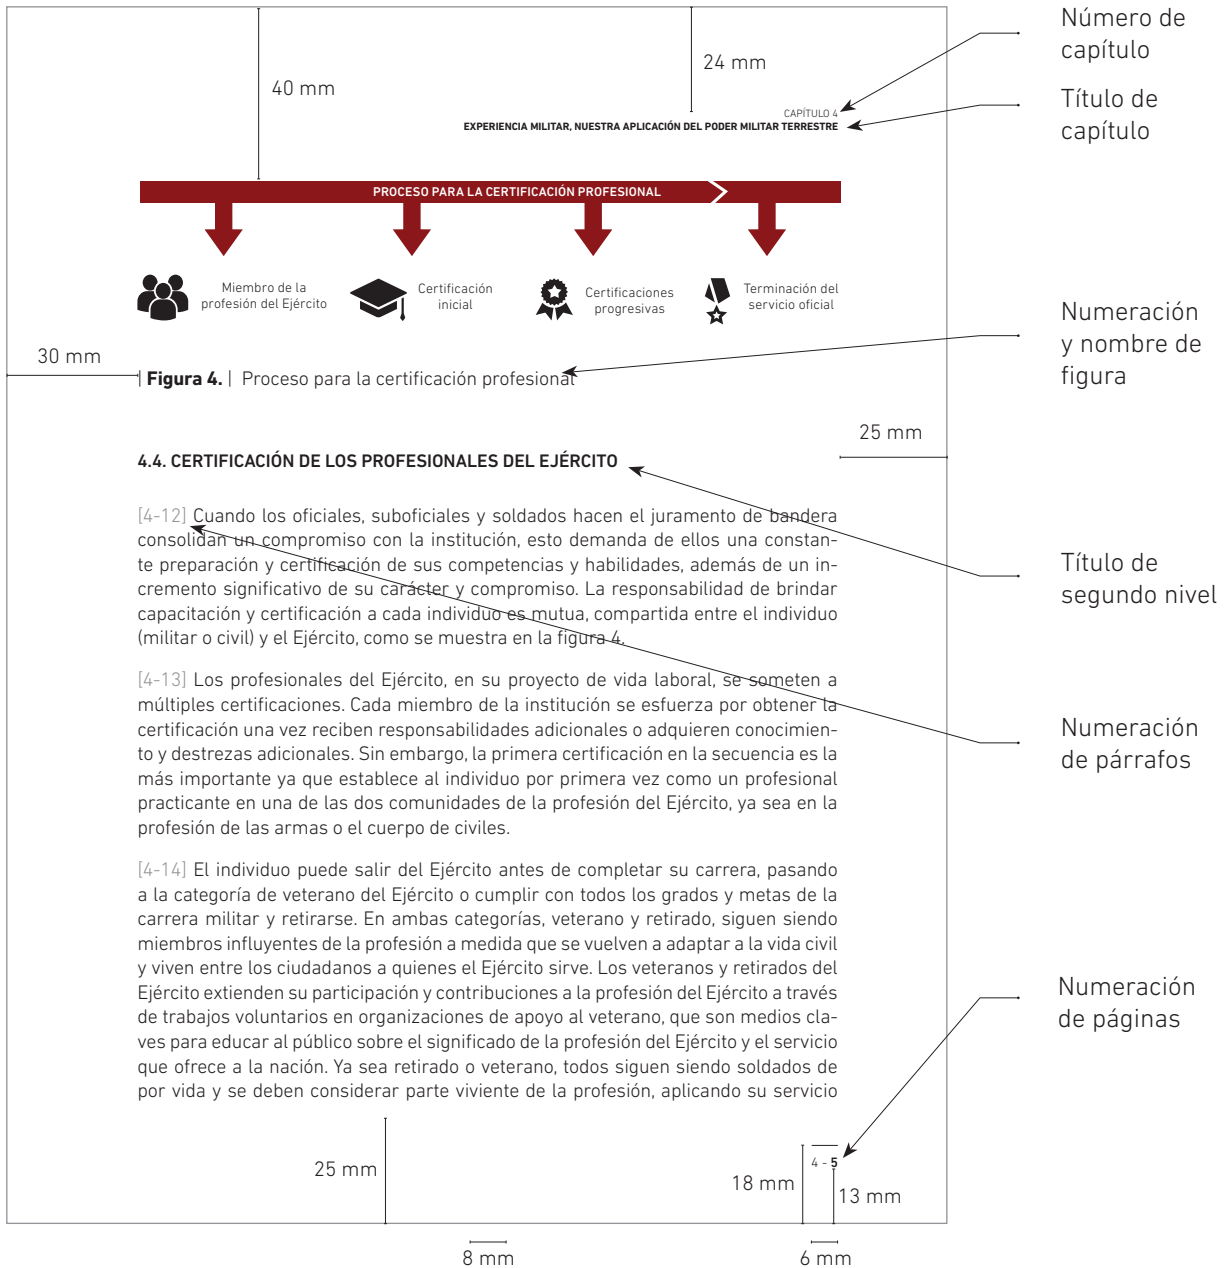 Número de
capítulo
40 mm
24 mm
Título de
capítulo
CAPÍTULO 4
EXPERIENCIA MILITAR, NUESTRA APLICACIÓN DEL PODER MILITAR TERRESTRE
PROCESO PARA LA CERTIFICACIÓN PROFESIONAL
Miembro de la
profesión del Ejército
Certificación
inicial
Certificaciones
progresivas
Terminación del
servicio oficial
Numeración
y nombre de
figura
30 mm
| Figura 4. | Proceso para la certificación profesional
25 mm
4.4. CERTIFICACIÓN DE LOS PROFESIONALES DEL EJÉRCITO
[4-12] Cuando los oficiales, suboficiales y soldados hacen el juramento de bandera
consolidan un compromiso con la institución, esto demanda de ellos una constan-
te preparación y certificación de sus competencias y habilidades, además de un in-
cremento significativo de su carácter y compromiso. La responsabilidad de brindar
capacitación y certificación a cada individuo es mutua, compartida entre el individuo
(militar o civil) y el Ejército, como se muestra en la figura 4.
Título de
segundo nivel
[4-13] Los profesionales del Ejército, en su proyecto de vida laboral, se someten a
múltiples certificaciones. Cada miembro de la institución se esfuerza por obtener la
certificación una vez reciben responsabilidades adicionales o adquieren conocimien-
to y destrezas adicionales. Sin embargo, la primera certificación en la secuencia es la
más importante ya que establece al individuo por primera vez como un profesional
practicante en una de las dos comunidades de la profesión del Ejército, ya sea en la
profesión de las armas o el cuerpo de civiles.
Numeración
de párrafos
[4-14] El individuo puede salir del Ejército antes de completar su carrera, pasando
a la categoría de veterano del Ejército o cumplir con todos los grados y metas de la
carrera militar y retirarse. En ambas categorías, veterano y retirado, siguen siendo
miembros influyentes de la profesión a medida que se vuelven a adaptar a la vida civil
y viven entre los ciudadanos a quienes el Ejército sirve. Los veteranos y retirados del
Ejército extienden su participación y contribuciones a la profesión del Ejército a través
de trabajos voluntarios en organizaciones de apoyo al veterano, que son medios cla-
ves para educar al público sobre el significado de la profesión del Ejército y el servicio
que ofrece a la nación. Ya sea retirado o veterano, todos siguen siendo soldados de
por vida y se deben considerar parte viviente de la profesión, aplicando su servicio
Numeración
de páginas
25 mm
4 - 5
18 mm
13 mm
8 mm
6 mm